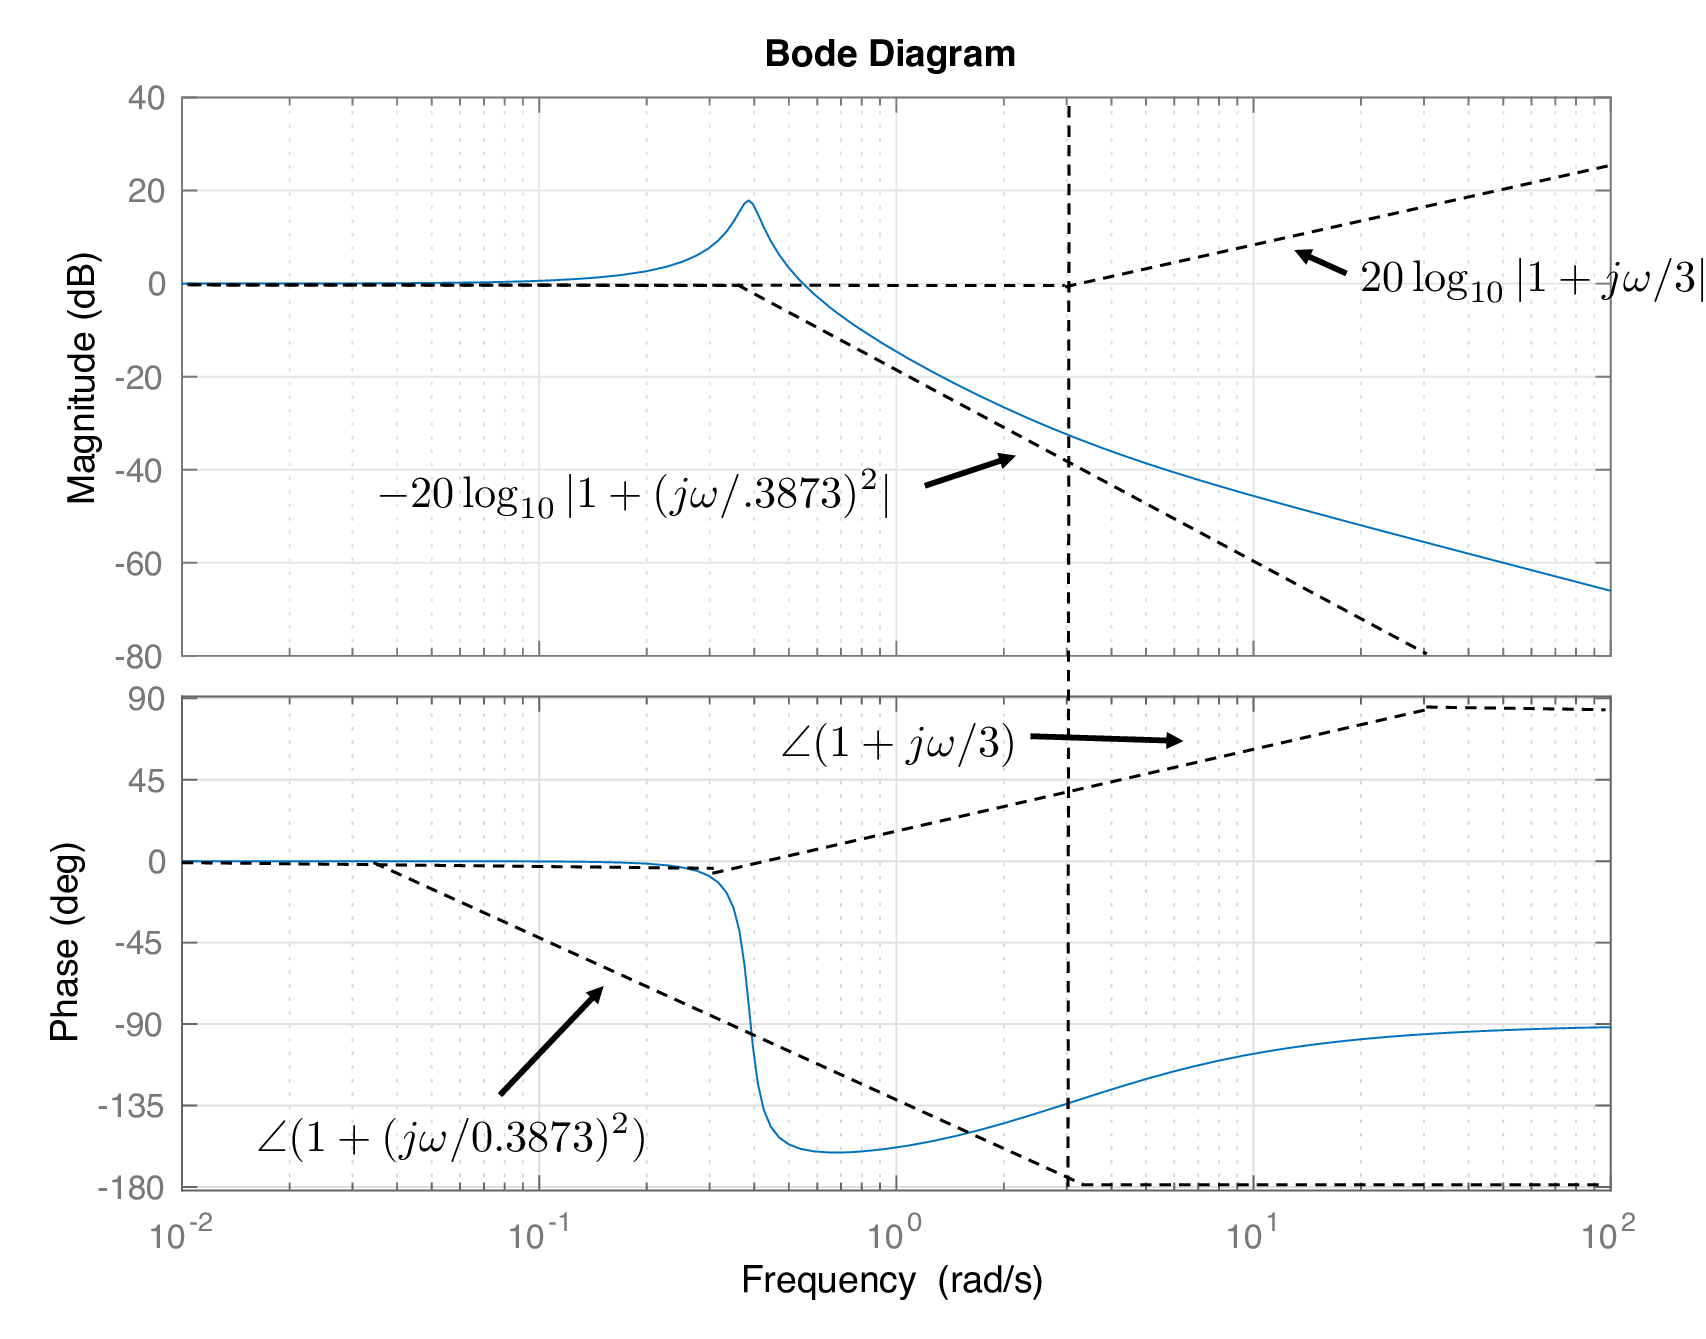 Bode Diagram
Magnitude (dB)
40
20
0
-20
-40
-60
-80
20 log₁₀ |1 + jω/3|
−20 log₁₀ |1 + (jω/.3873)²|
Phase (deg)
90
45
0
-45
-90
-135
-180
∠(1 + jω/3)
∠(1 + (jω/0.3873)²)
10⁻² 10⁻¹ 10⁰ 10¹ 10²
Frequency (rad/s)